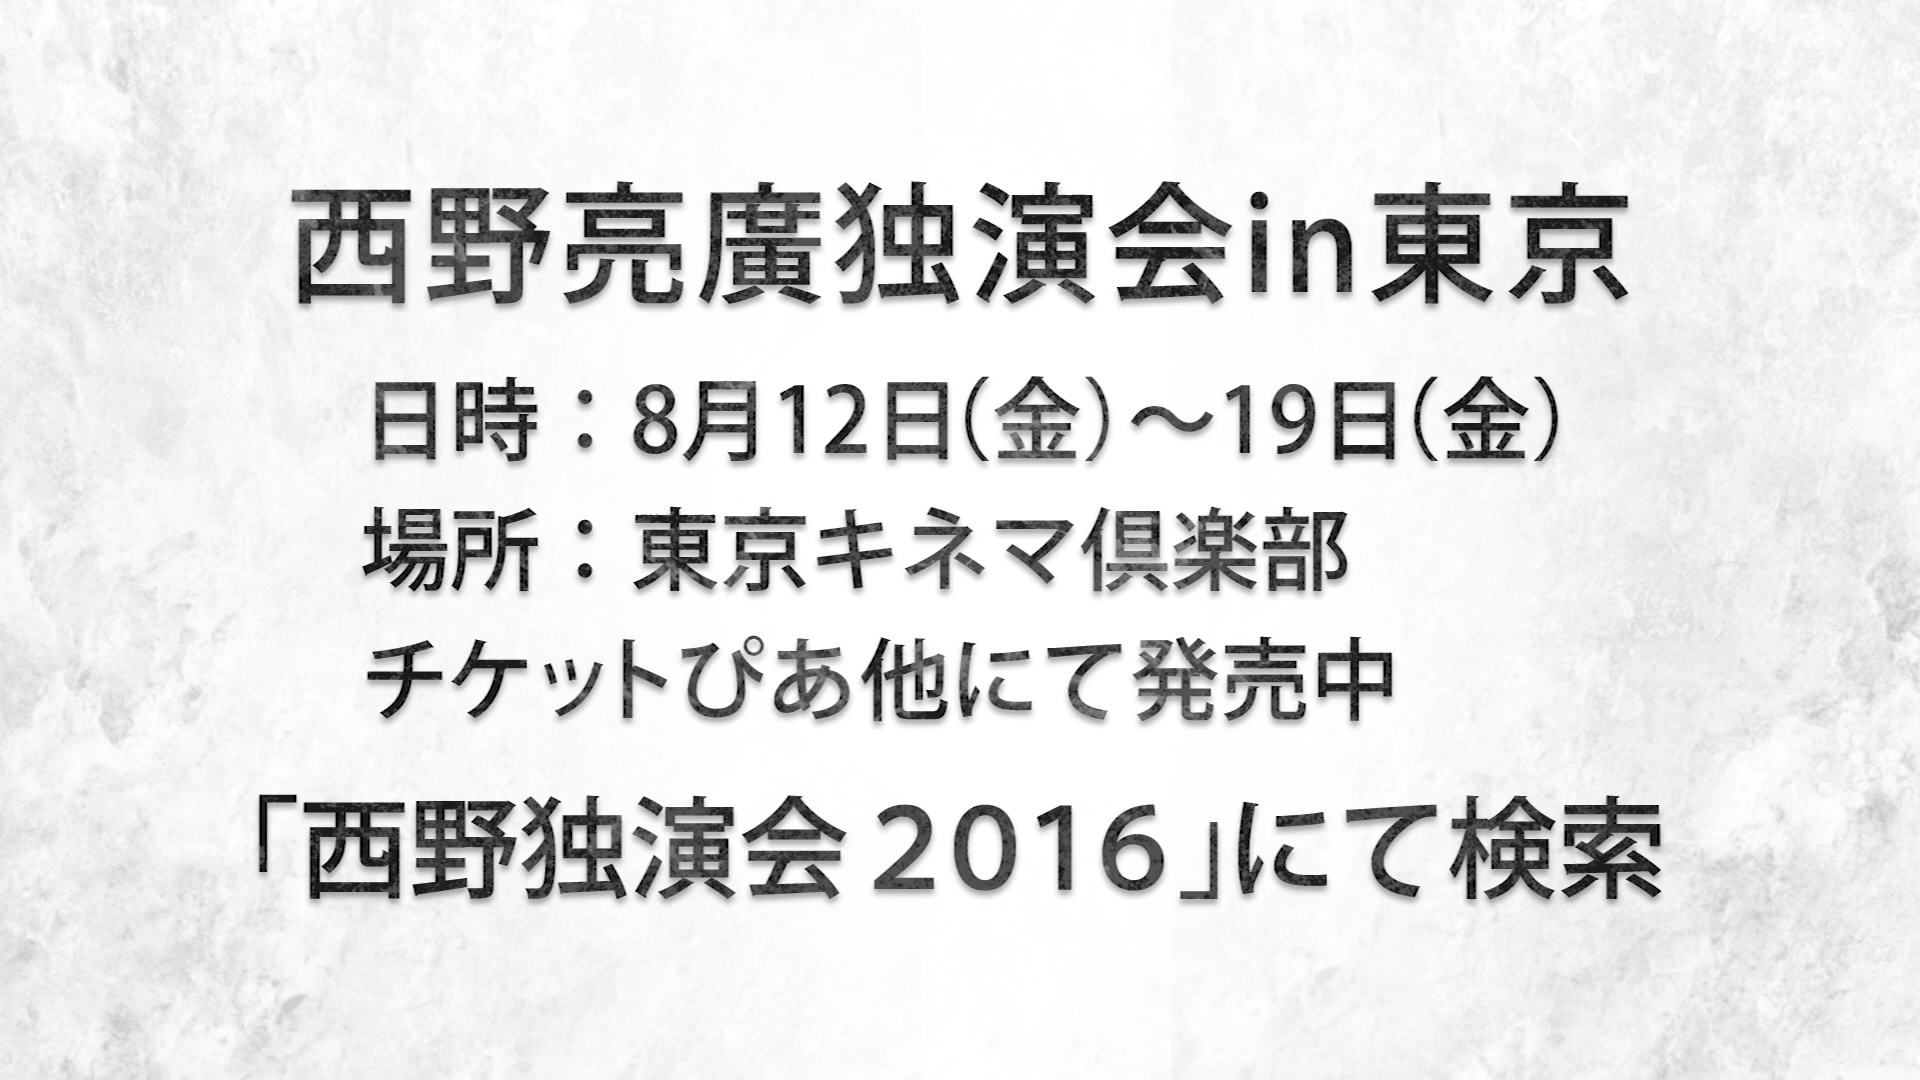 西野亮廣独演会in東京
日時：8月12日(金)～19日(金)
場所：東京キネマ倶楽部
チケットぴあ他にて発売中
「西野独演会2016」にて検索